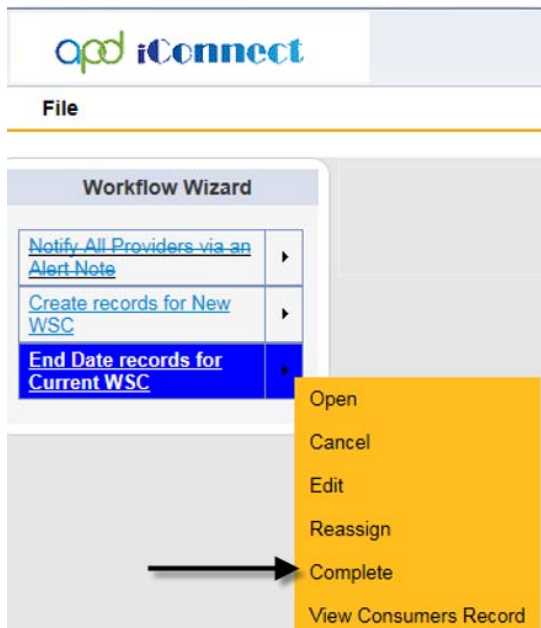 apd iConnect
File
Workflow Wizard
Notify All Providers via an
Alert Note
Create records for New
WSC
End Date records for
Current WSC
Open
Cancel
Edit
Reassign
Complete
View Consumers Record